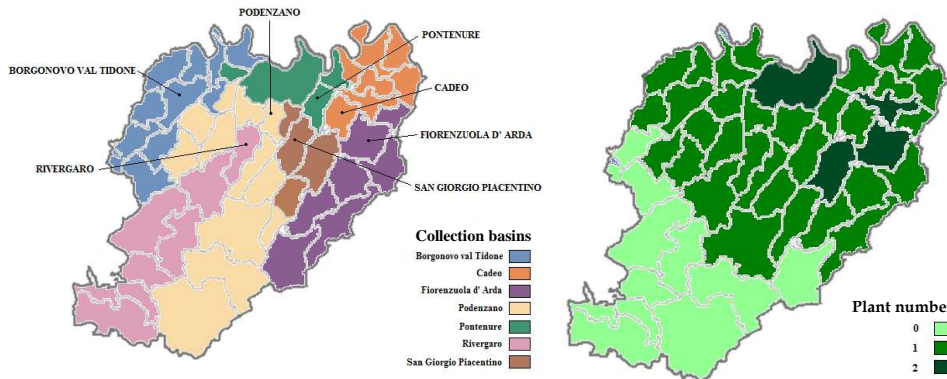 PODENZANO
PONTENURE
BORGONOVO VAL TIDONE
CADEO
FIORENZUOLA D' ARDA
RIVERGARO
SAN GIORGIO PIACENTINO
Collection basins
Borgonovo val Tidone
Cadeo
Fiorenzuola d' Arda
Podenzano
Pontenure
Rivergaro
San Giorgio Piacentino
Plant number
0
1
2